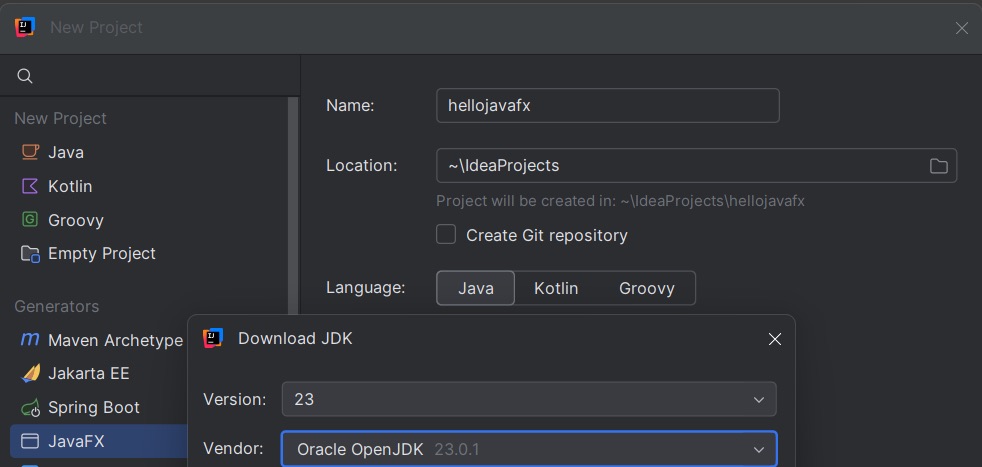 New Project
New Project
Java
Kotlin
Groovy
Empty Project
Generators
Maven Archetype
Jakarta EE
Spring Boot
JavaFX
Name: hellojavafx
Location: ~\IdeaProjects
Project will be created in: ~\IdeaProjects\hellojavafx
Create Git repository
Language: Java Kotlin Groovy
Download JDK
Version: 23
Vendor: Oracle OpenJDK 23.0.1